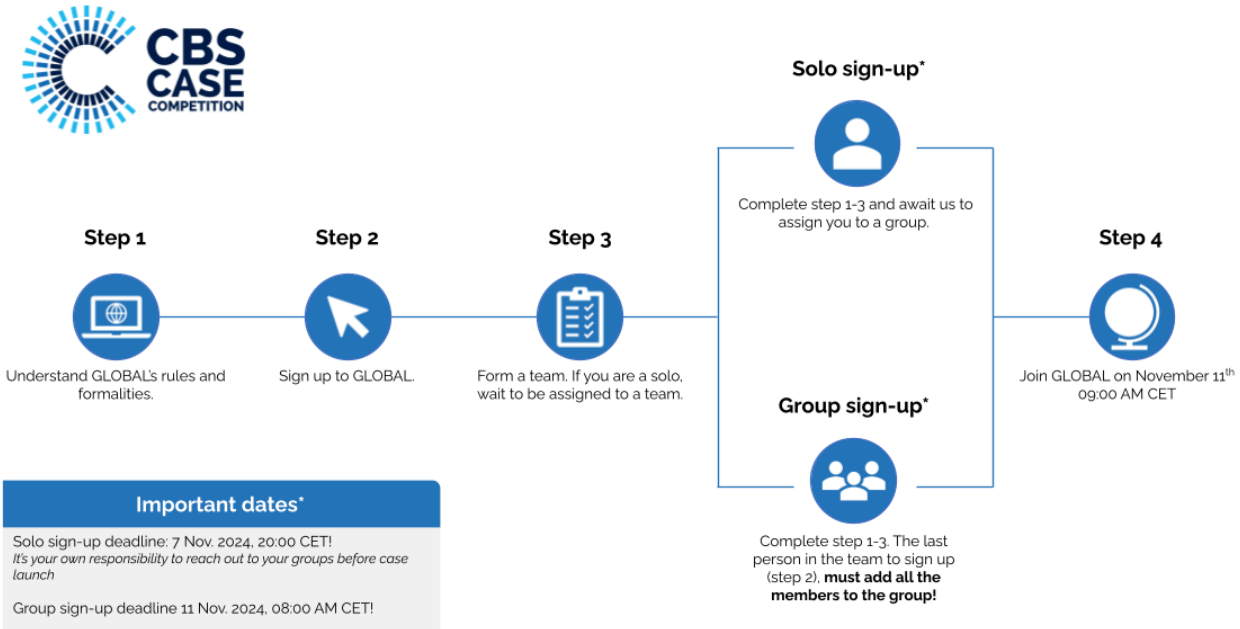 CBS
CASE
COMPETITION
Step 1
Understand GLOBAL's rules and
formalities.
Step 2
Sign up to GLOBAL.
Step 3
Form a team. If you are a solo,
wait to be assigned to a team.
Solo sign-up*
Complete step 1-3 and await us to
assign you to a group.
Group sign-up*
Complete step 1-3. The last
person in the team to sign up
(step 2), must add all the
members to the group!
Step 4
Join GLOBAL on November 11th
09:00 AM CET
Important dates*
Solo sign-up deadline: 7 Nov. 2024, 20:00 CET!
It's your own responsibility to reach out to your groups before case
launch
Group sign-up deadline 11 Nov. 2024, 08:00 AM CET!